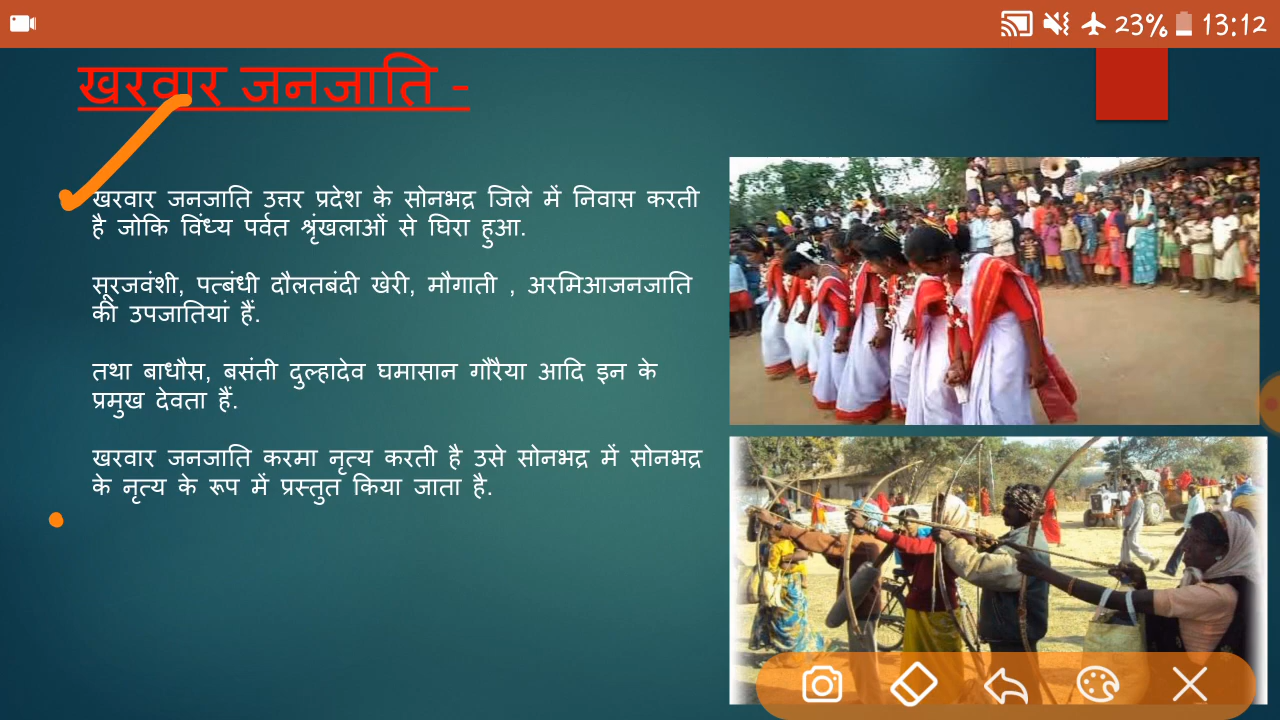 23% 13:12
खरवार जनजाति -
खरवार जनजाति उत्तर प्रदेश के सोनभद्र जिले में निवास करती
है जोकि विंध्य पर्वत श्रृंखलाओं से घिरा हुआ.
सूरजवंशी, पत्बंधी दौलतबंदी खेरी, मौगाती , अरमिआजनजाति
की उपजातियां हैं.
तथा बाधौस, बसंती दुल्हादेव घमासान गौंरैया आदि इन के
प्रमुख देवता हैं.
खरवार जनजाति करमा नृत्य करती है उसे सोनभद्र में सोनभद्र
के नृत्य के रूप में प्रस्तुत किया जाता है.